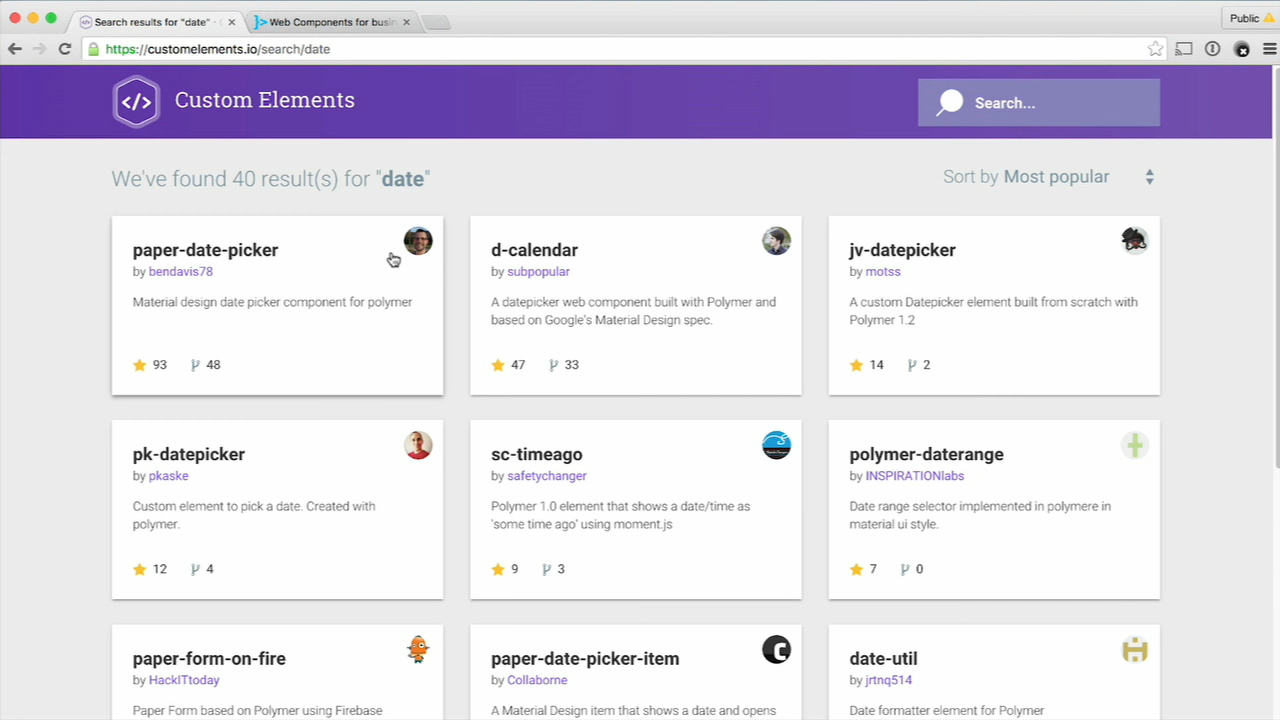 Search results for "date" -
Web Components for busin
Public
https://customelements.io/search/date
</> Custom Elements
Search...
We've found 40 result(s) for "date"
Sort by Most popular
paper-date-picker
by bendavis78
Material design date picker component for polymer
93 48
d-calendar
by subpopular
A datepicker web component built with Polymer and
based on Google's Material Design spec.
47 33
jv-datepicker
by motss
A custom Datepicker element built from scratch with
Polymer 1.2
14 2
pk-datepicker
by pkaske
Custom element to pick a date. Created with
polymer.
12 4
sc-timeago
by safetychanger
Polymer 1.0 element that shows a date/time as
'some time ago' using moment.js
9 3
polymer-daterange
by INSPIRATIONlabs
Date range selector implemented in polymere in
material ui style.
7 0
paper-form-on-fire
by HackITtoday
Paper Form based on Polymer using Firebase
paper-date-picker-item
by Collaborne
A Material Design item that shows a date and opens
date-util
by jrtnq514
Date formatter element for Polymer